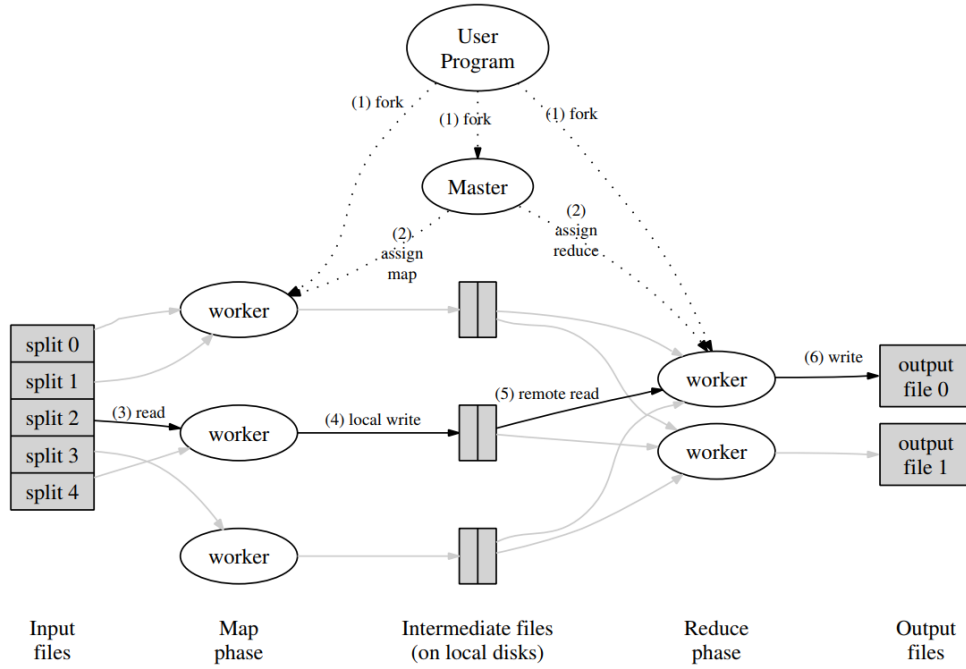 User
Program
(1) fork
(1) fork
(1) fork
Master
(2)
assign
map
(2)
assign
reduce
worker
split 0
split 1
split 2
split 3
split 4
(3) read
worker
(4) local write
(5) remote read
worker
(6) write
output
file 0
worker
output
file 1
worker
Input
files
Map
phase
Intermediate files
(on local disks)
Reduce
phase
Output
files